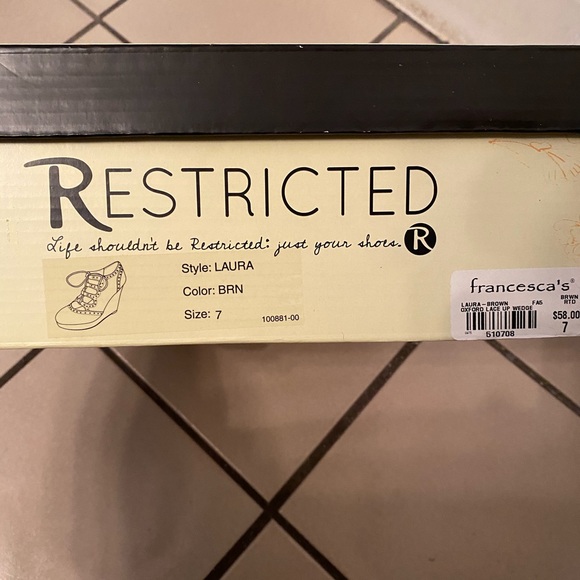 RESTRICTED
Life shouldn't be Restricted: just your shoes. R
Style: LAURA
Color: BRN
Size: 7
100881-00
francesca's®
LAURA-BROWN FA5 BRWN
OXFORD LACE UP WEDGE RTD
$58.00
510708 7